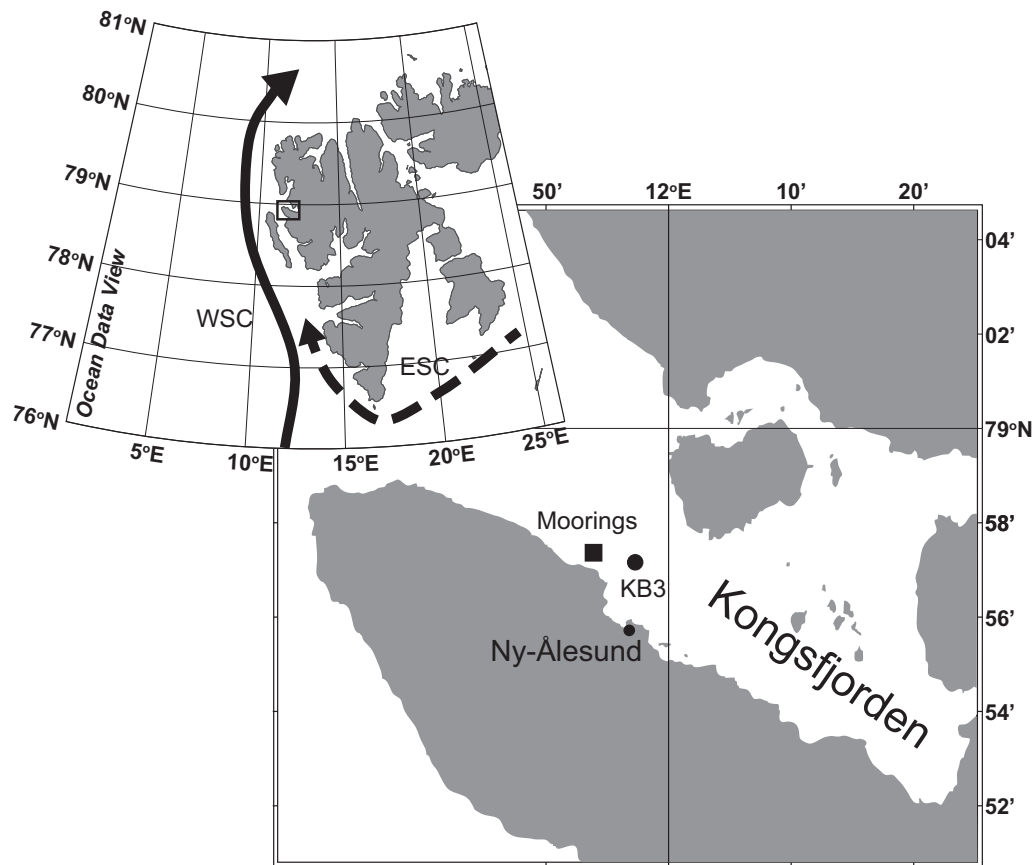 81°N
80°N
79°N
78°N
77°N
76°N
Ocean Data View
WSC
ESC
5°E
10°E
15°E
20°E
25°E
50’
12°E
10’
20’
04’
02’
79°N
58’
56’
54’
52’
Moorings
KB3
Ny-Ålesund
Kongsfjorden